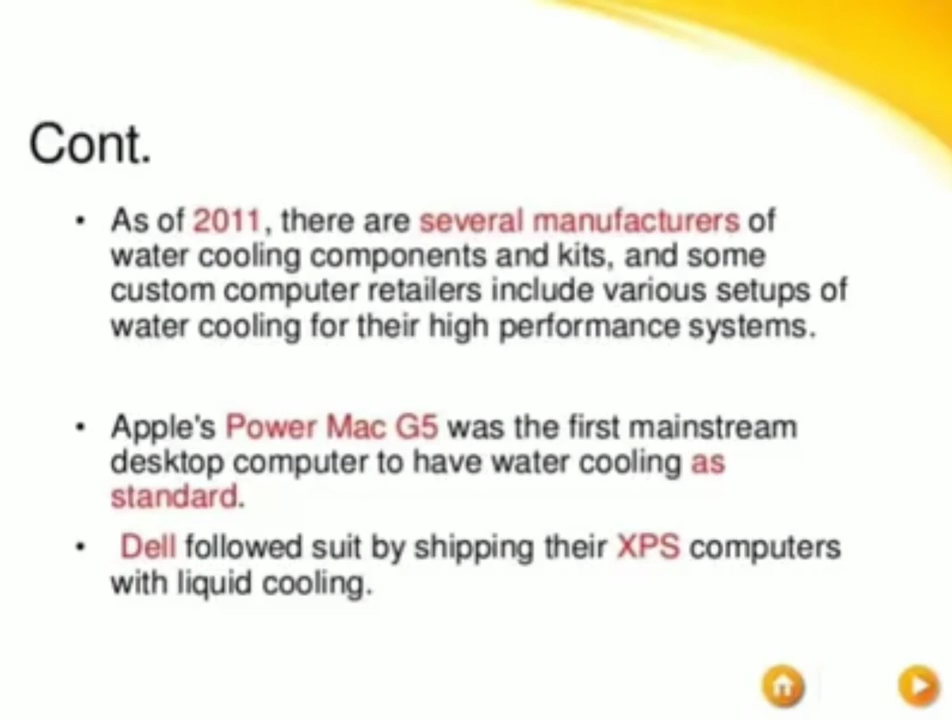 Cont.
• As of 2011, there are several manufacturers of
water cooling components and kits, and some
custom computer retailers include various setups of
water cooling for their high performance systems.
• Apple's Power Mac G5 was the first mainstream
desktop computer to have water cooling as
standard.
• Dell followed suit by shipping their XPS computers
with liquid cooling.